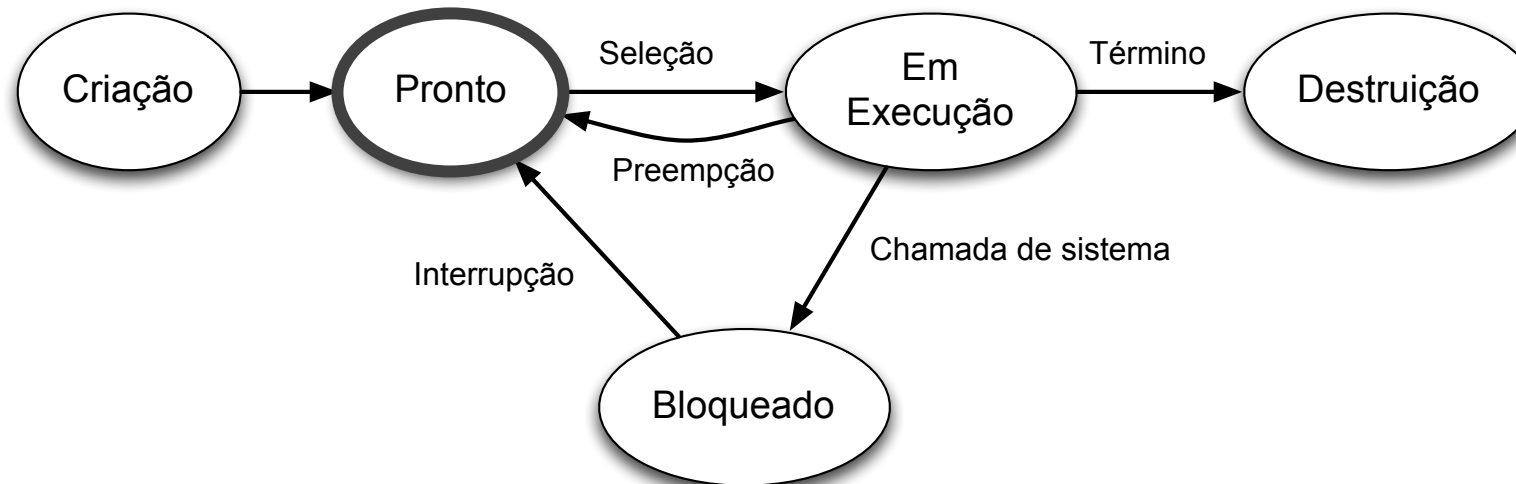 Criação
Pronto
Seleção
Em
Execução
Término
Destruição
Preempção
Chamada de sistema
Interrupção
Bloqueado